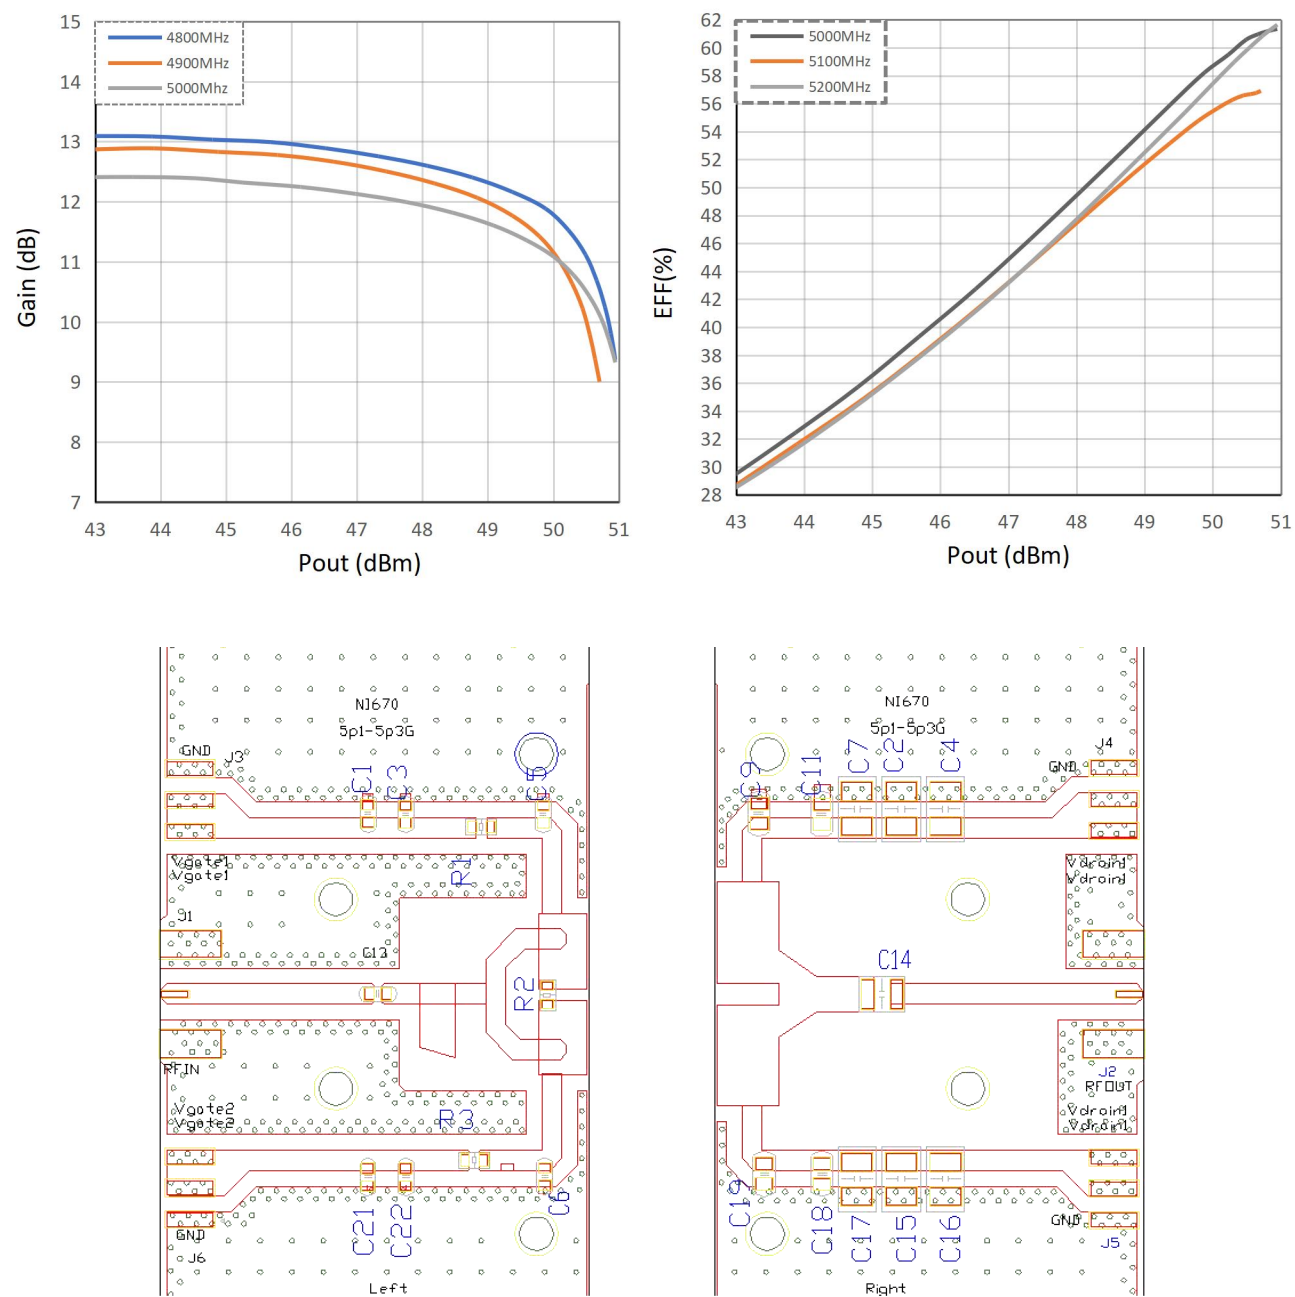 15
14
13
12
11
10
9
8
7
Gain (dB)
4800MHz
4900MHz
5000Mhz
43 44 45 46 47 48 49 50 51
Pout (dBm)
62
60
58
56
54
52
50
48
46
44
42
40
38
36
34
32
30
28
EFF(%)
5000MHz
5100MHz
5200MHz
43 44 45 46 47 48 49 50 51
Pout (dBm)
NI670
5p1-5p3G
GND
J3
C1
C3
C5
Vgate1
Vgate1
R1
J1
C13
R2
RFIN
Vgate2
Vgate2
R3
GND
J6
C21
C22
C6
Left
NI670
5p1-5p3G
C9
C11
C7
C2
C4
J4
GND
Vdrain1
Vdrain1
C14
J2
RFOUT
Vdrain1
Vdrain1
C19
C18
C17
C15
C16
GND
J5
Right